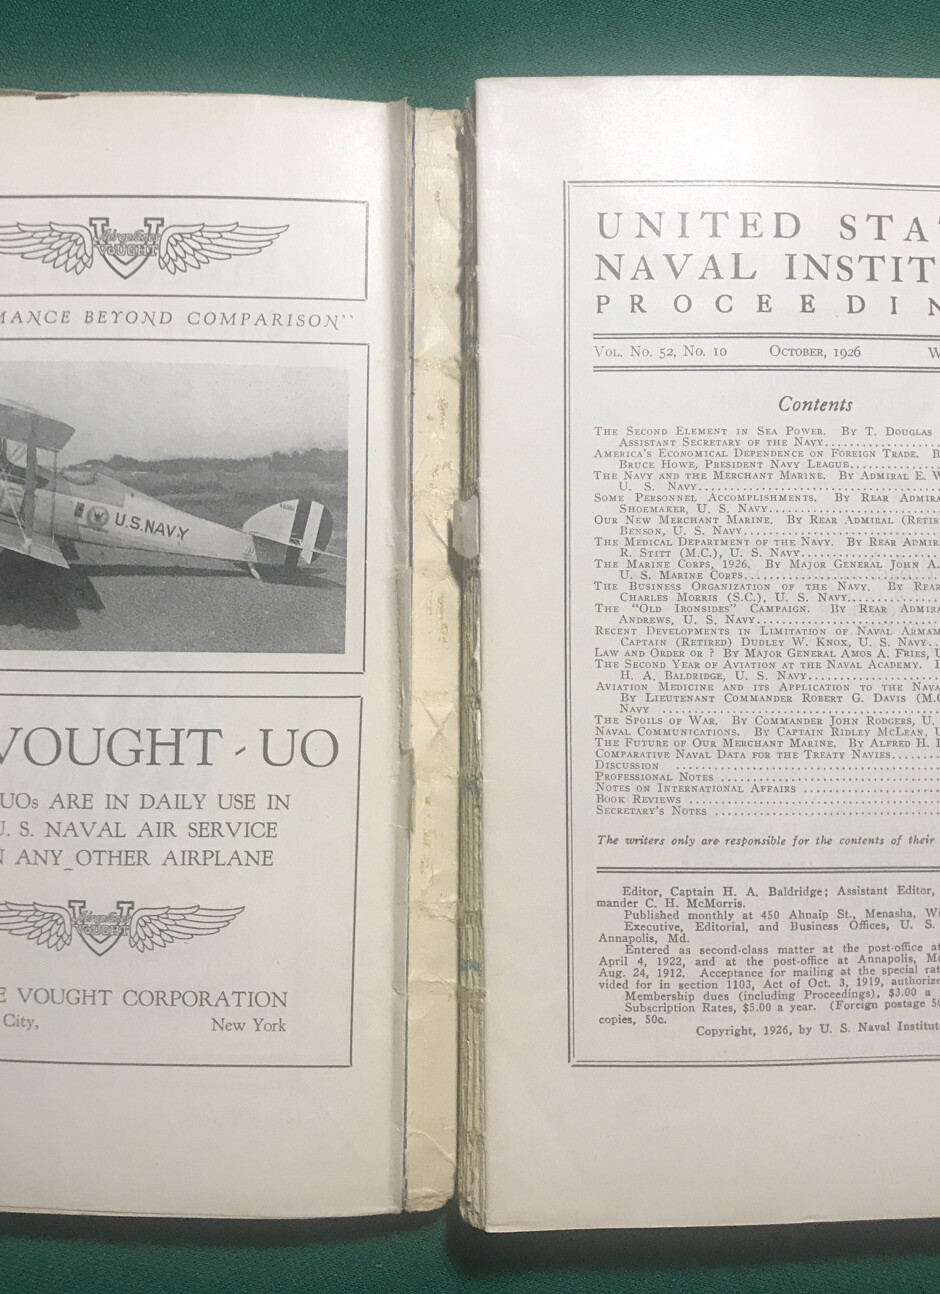 Airplanes
VOUGHT
MANCE BEYOND COMPARISON"
U.S.NAVY
VOUGHT-UO
UOs ARE IN DAILY USE IN
U. S. NAVAL AIR SERVICE
N ANY OTHER AIRPLANE
Airplanes
VOUGHT
E VOUGHT CORPORATION
City, New York
UNITED STA
NAVAL INSTIT
PROCEEDIN
VOL. NO. 52, NO. 10 OCTOBER, 1926 W
Contents
THE SECOND ELEMENT IN SEA POWER. BY T. DOUGLAS
ASSISTANT SECRETARY OF THE NAVY
AMERICA'S ECONOMICAL DEPENDENCE ON FOREIGN TRADE. B
BRUCE HOWE, PRESIDENT NAVY LEAGUE
THE NAVY AND THE MERCHANT MARINE. BY ADMIRAL E. W
U. S. NAVY
SOME PERSONNEL ACCOMPLISHMENTS. BY REAR ADMIRA
SHOEMAKER, U. S. NAVY
OUR NEW MERCHANT MARINE. BY REAR ADMIRAL (RETIR
BENSON, U. S. NAVY
THE MEDICAL DEPARTMENT OF THE NAVY. BY REAR ADMIR
R. STITT (M.C.), U. S. NAVY
THE MARINE CORPS, 1926. BY MAJOR GENERAL JOHN A.
U. S. MARINE CORPS
THE BUSINESS ORGANIZATION OF THE NAVY. BY REAR
CHARLES MORRIS (S.C.), U. S. NAVY
THE "OLD IRONSIDES" CAMPAIGN. BY REAR ADMIRA
ANDREWS, U. S. NAVY
RECENT DEVELOPMENTS IN LIMITATION OF NAVAL ARMAM
CAPTAIN (RETIRED) DUDLEY W. KNOX, U. S. NAVY
LAW AND ORDER OR ? BY MAJOR GENERAL AMOS A. FRIES, U
THE SECOND YEAR OF AVIATION AT THE NAVAL ACADEMY.
H. A. BALDRIDGE, U. S. NAVY
AVIATION MEDICINE AND ITS APPLICATION TO THE NAVA
BY LIEUTENANT COMMANDER ROBERT G. DAVIS (M.C
NAVY
THE SPOILS OF WAR. BY COMMANDER JOHN RODGERS, U.
NAVAL COMMUNICATIONS. BY CAPTAIN RIDLEY MCLEAN, U
THE FUTURE OF OUR MERCHANT MARINE. BY ALFRED H. H
COMPARATIVE NAVAL DATA FOR THE TREATY NAVIES
DISCUSSION
PROFESSIONAL NOTES
NOTES ON INTERNATIONAL AFFAIRS
BOOK REVIEWS
SECRETARY'S NOTES
The writers only are responsible for the contents of their
Editor, Captain H. A. Baldridge; Assistant Editor,
mander C. H. McMorris.
Published monthly at 450 Ahnaip St., Menasha, Wi
Executive, Editorial, and Business Offices, U. S.
Annapolis, Md.
Entered as second-class matter at the post-office at
April 4, 1922, and at the post-office at Annapolis, Md
Aug. 24, 1912. Acceptance for mailing at the special rat
vided for in section 1103, Act of Oct. 3, 1919, authorize
Membership dues (including Proceedings), $3.00 a
Subscription Rates, $5.00 a year. (Foreign postage 50
copies, 50c.
Copyright, 1926, by U. S. Naval Institute